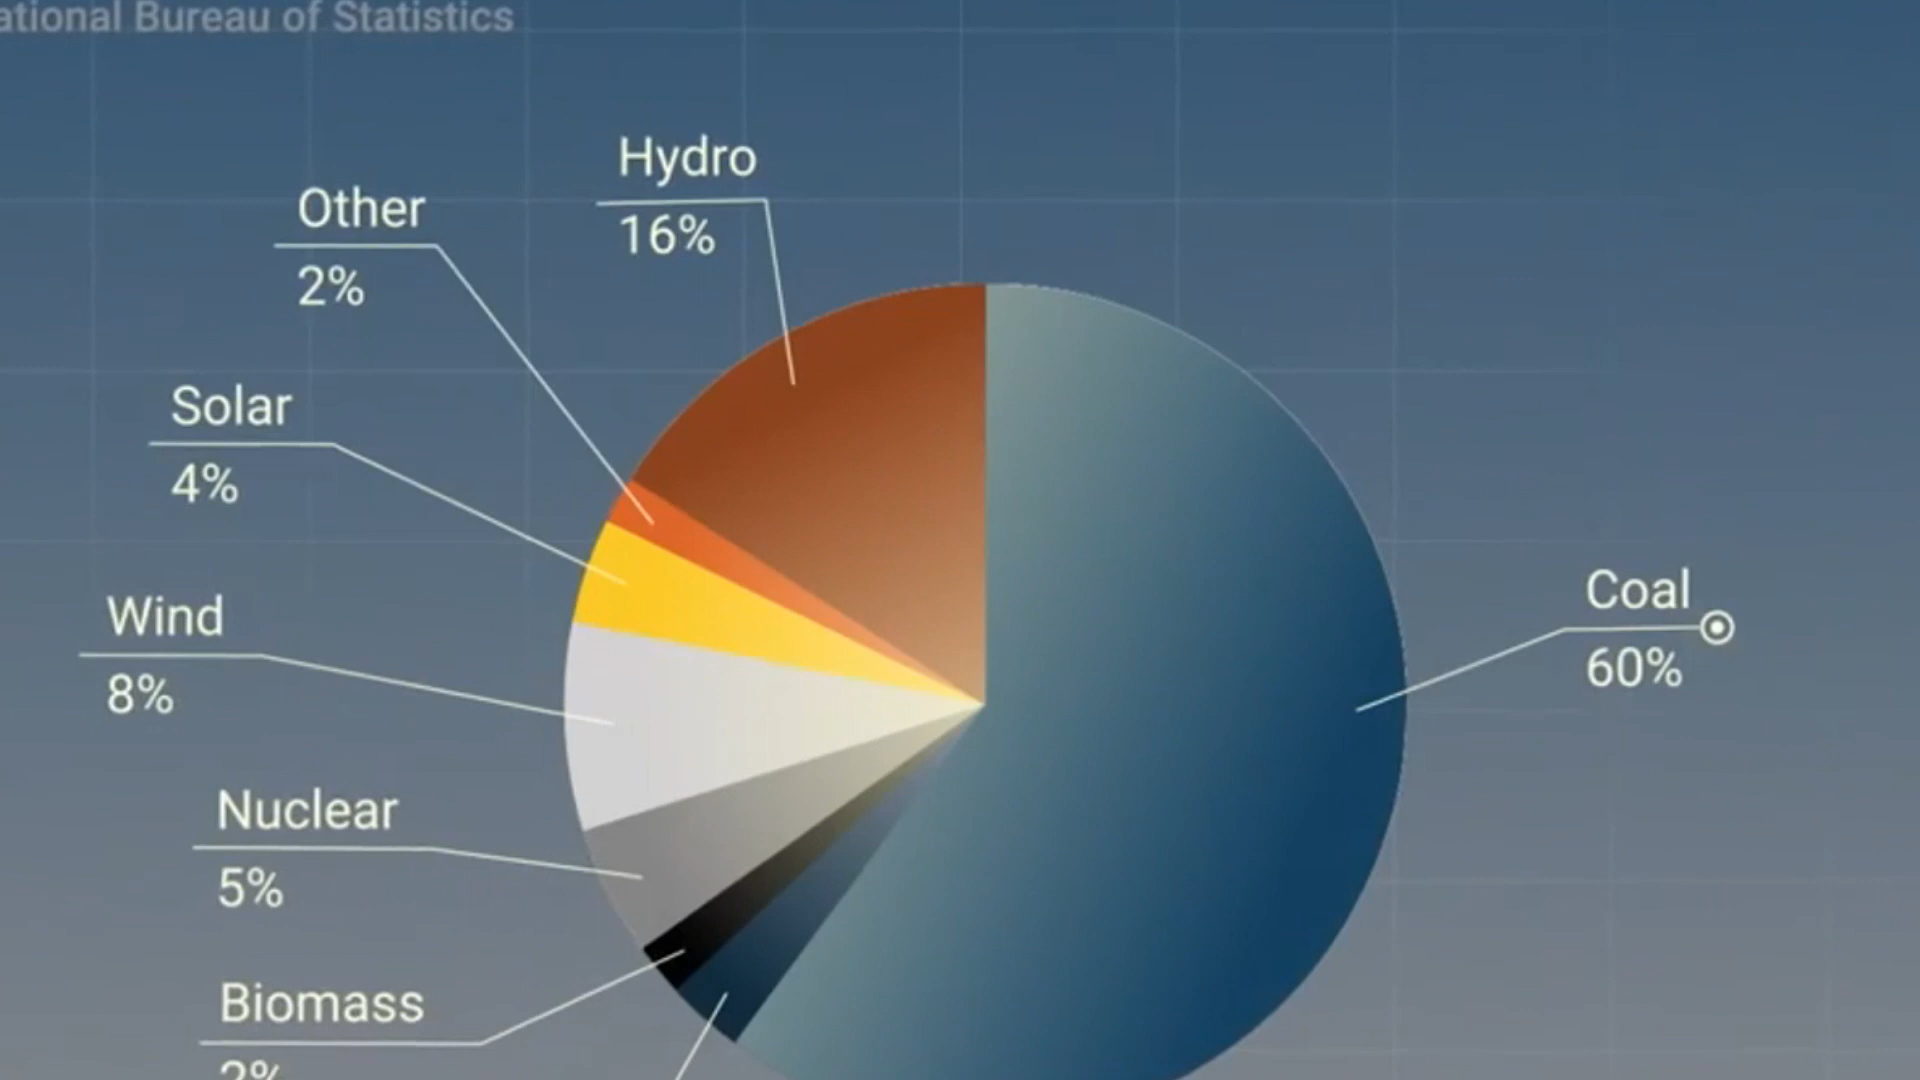 ational Bureau of Statistics
Hydro
16%
Other
2%
Solar
4%
Wind
8%
Nuclear
5%
Biomass
2%
Coal
60%